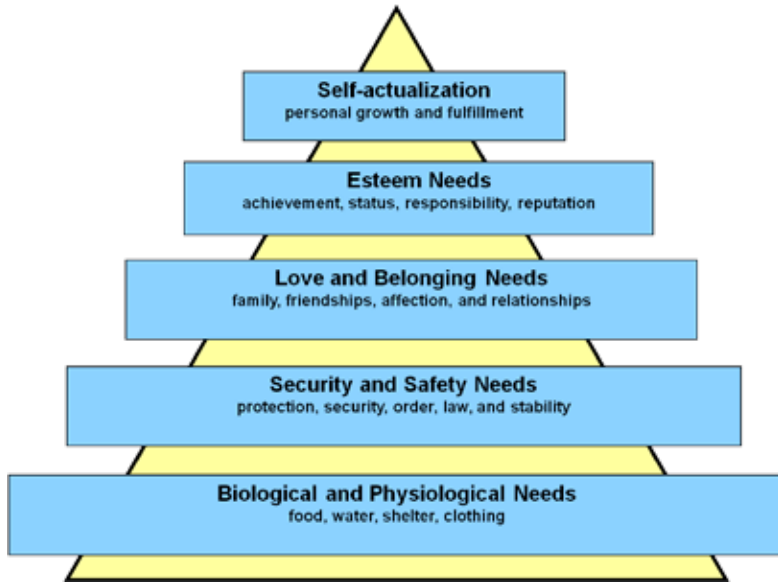 Self-actualization
personal growth and fulfillment
Esteem Needs
achievement, status, responsibility, reputation
Love and Belonging Needs
family, friendships, affection, and relationships
Security and Safety Needs
protection, security, order, law, and stability
Biological and Physiological Needs
food, water, shelter, clothing